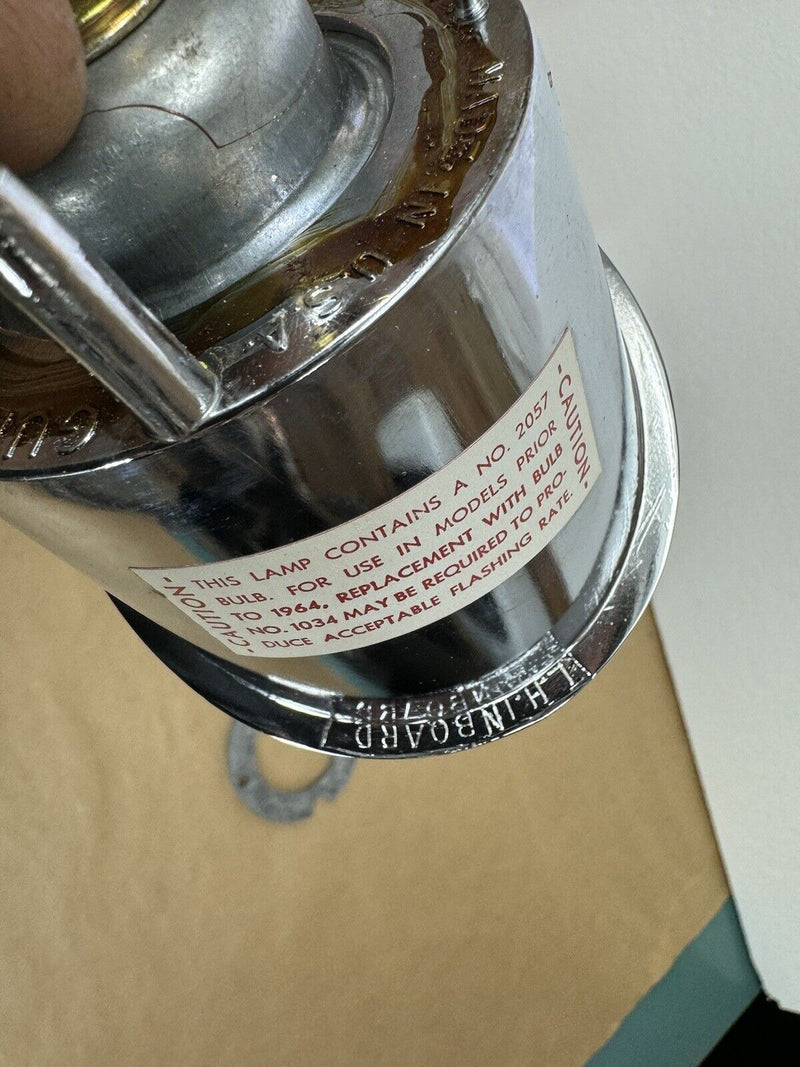 MADE IN U.S.A.
GU
-CAUTION-
THIS LAMP CONTAINS A NO. 2057
BULB. FOR USE IN MODELS PRIOR
TO 1964, REPLACEMENT WITH BULB
NO. 1034 MAY BE REQUIRED TO PRO-
DUCE ACCEPTABLE FLASHING RATE.
-CAUTION-
L.H. INBOARD